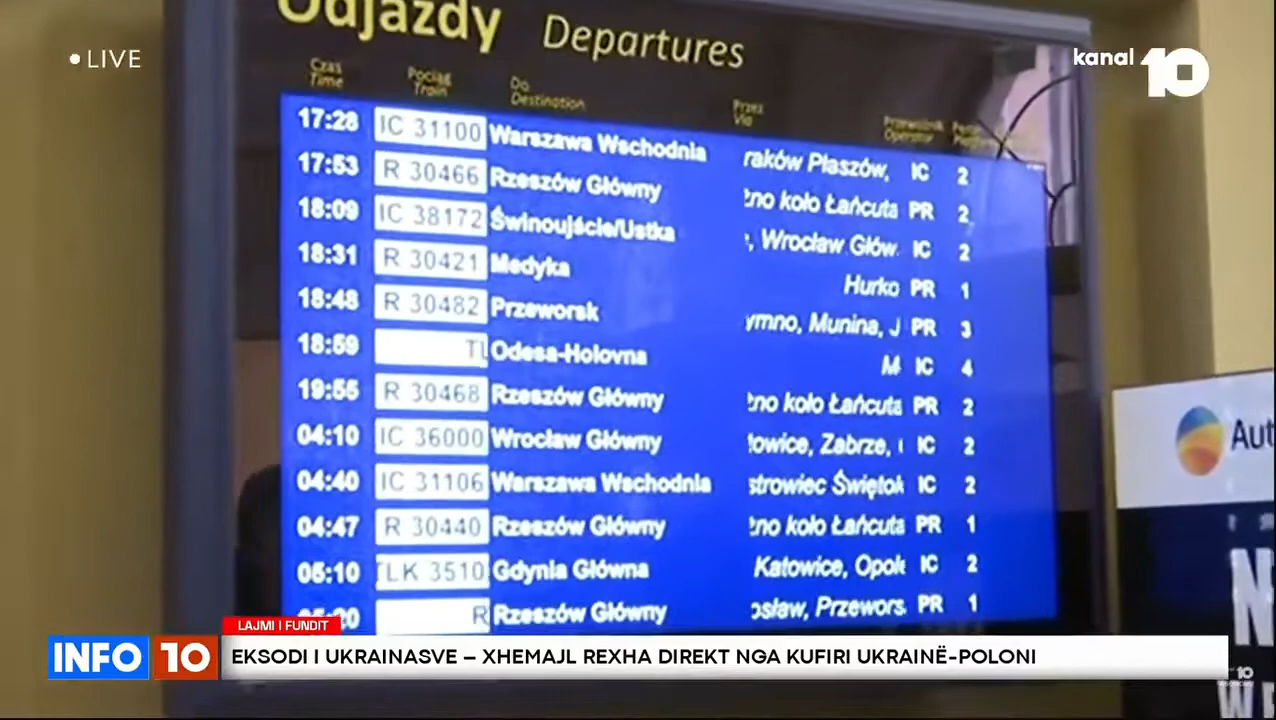 Odjazdy Departures
LIVE
kanal 10
Czas Pociąg Do Przez Przewoźnik
Time Train Destination Via Operator
17:28 IC 31100 Warszawa Wschodnia raków Płaszów, IC 2
17:53 R 30466 Rzeszów Główny no koło Łańcuta PR 2
18:09 IC 38172 Świnoujście/Ustka , Wrocław Głów. IC 2
18:31 R 30421 Medyka Hurko PR 1
18:48 R 30482 Przeworsk ymno, Munina, J PR 3
18:59 Odesa-Holovna M IC 4
19:55 R 30468 Rzeszów Główny no koło Łańcuta PR 2
04:10 IC 36000 Wrocław Główny towice, Zabrze, IC 2
04:40 IC 31106 Warszawa Wschodnia strowiec Świętok IC 2
04:47 R 30440 Rzeszów Główny no koło Łańcuta PR 1
05:10 TLK 3510 Gdynia Główna Katowice, Opole IC 2
R Rzeszów Główny osław, Przewors. PR 1
Aut
LAJMI I FUNDIT
INFO 10 EKSODI I UKRAINASVE – XHEMAJL REXHA DIREKT NGA KUFIRI UKRAINË-POLONI